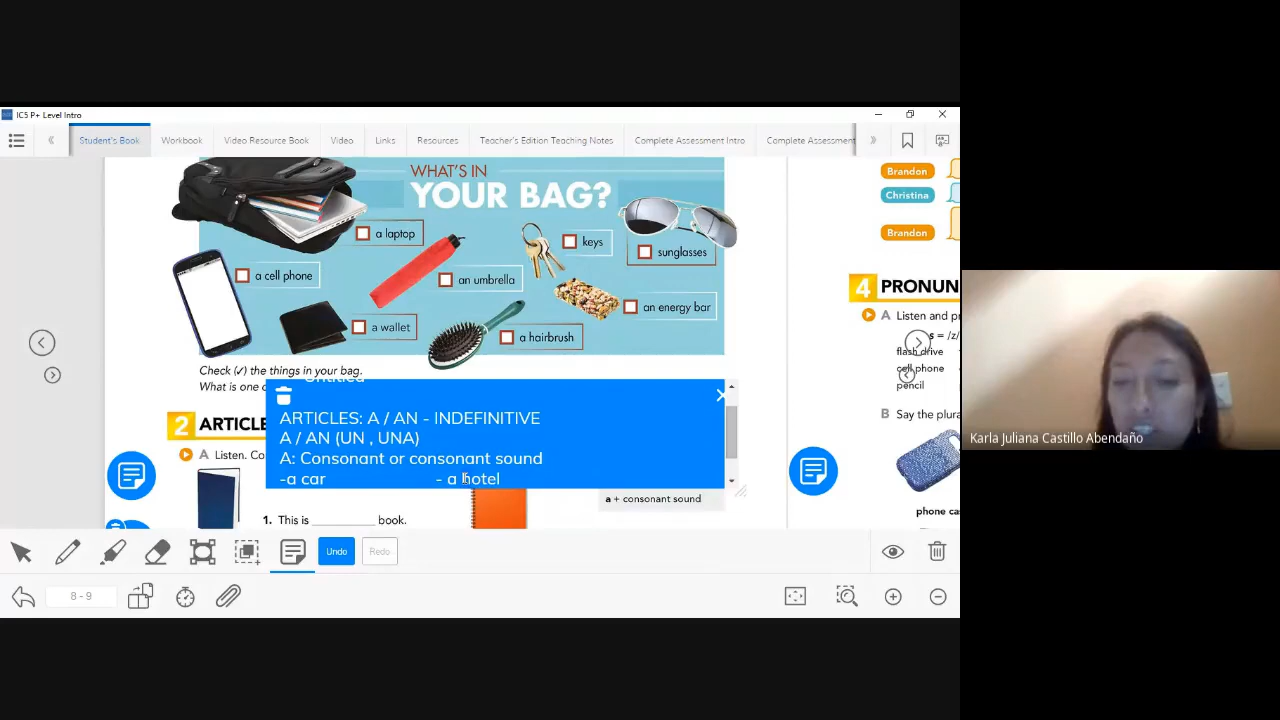 IC5 P+ Level Intro
Student's Book
Workbook
Video Resource Book
Video
Links
Resources
Teacher's Edition Teaching Notes
Complete Assessment Intro
Complete Assessment
WHAT'S IN
YOUR BAG?
a laptop
keys
sunglasses
a cell phone
an umbrella
an energy bar
a wallet
a hairbrush
Check (✓) the things in your bag.
What is one
Untitled
ARTICLES: A / AN - INDEFINITIVE
A / AN (UN , UNA)
A: Consonant or consonant sound
-a car - a hotel
2 ARTICLE
A Listen. Co
a + consonant sound
1. This is __________ book.
Brandon
Christina
Brandon
4 PRONUN
A Listen and pr
s = /z/
flash drive
cell phone
pencil
B Say the plura
phone ca
Undo
Redo
8 - 9
Karla Juliana Castillo Abendaño